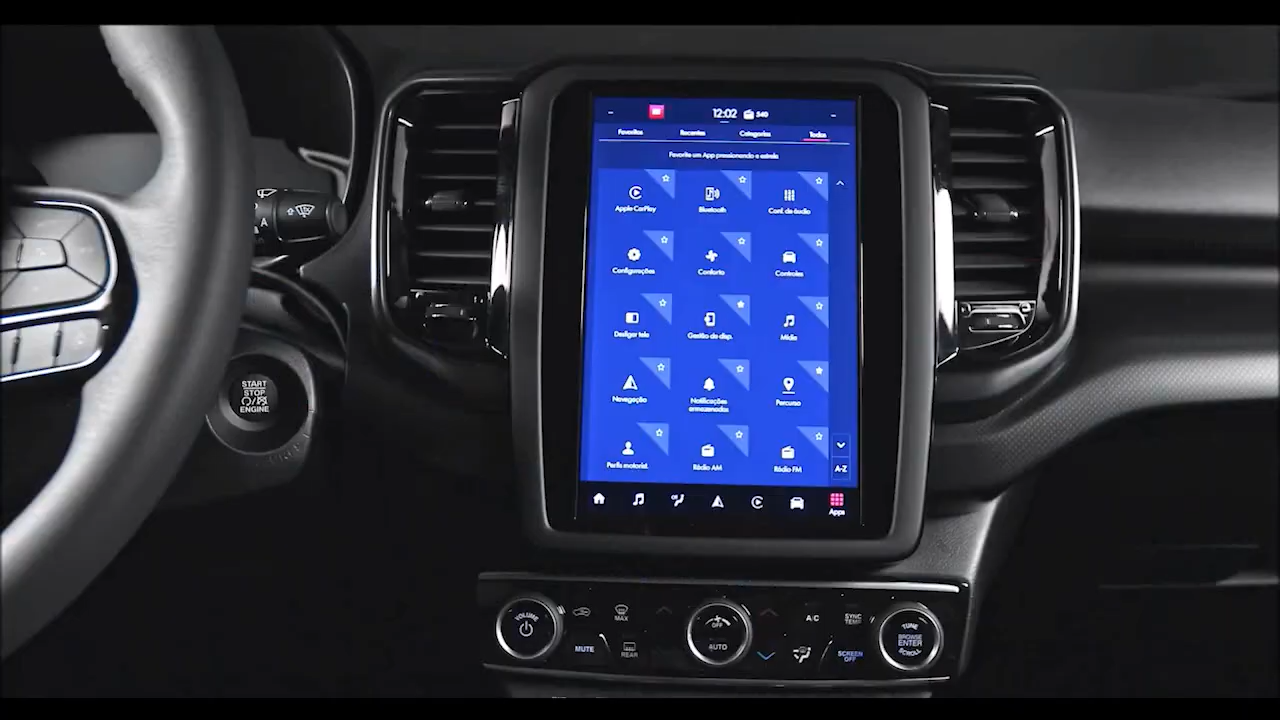 12:02
540
Favoritos
Recentes
Categorias
Todos
Favorite um App pressionando a estrela
Apple CarPlay
Bluetooth
Conf. de áudio
Configurações
Conforto
Controles
Desligar tela
Gestão do disp.
Mídia
Navegação
Notificações
armazenadas
Percurso
Perfis motorist.
Rádio AM
Rádio FM
A-Z
Apps
A
START
STOP
ENGINE
VOLUME
MAX
MUTE
REAR
OFF
AUTO
A/C
SYNC
TEMP
SCREEN
OFF
TUNE
BROWSE
ENTER
SCROLL